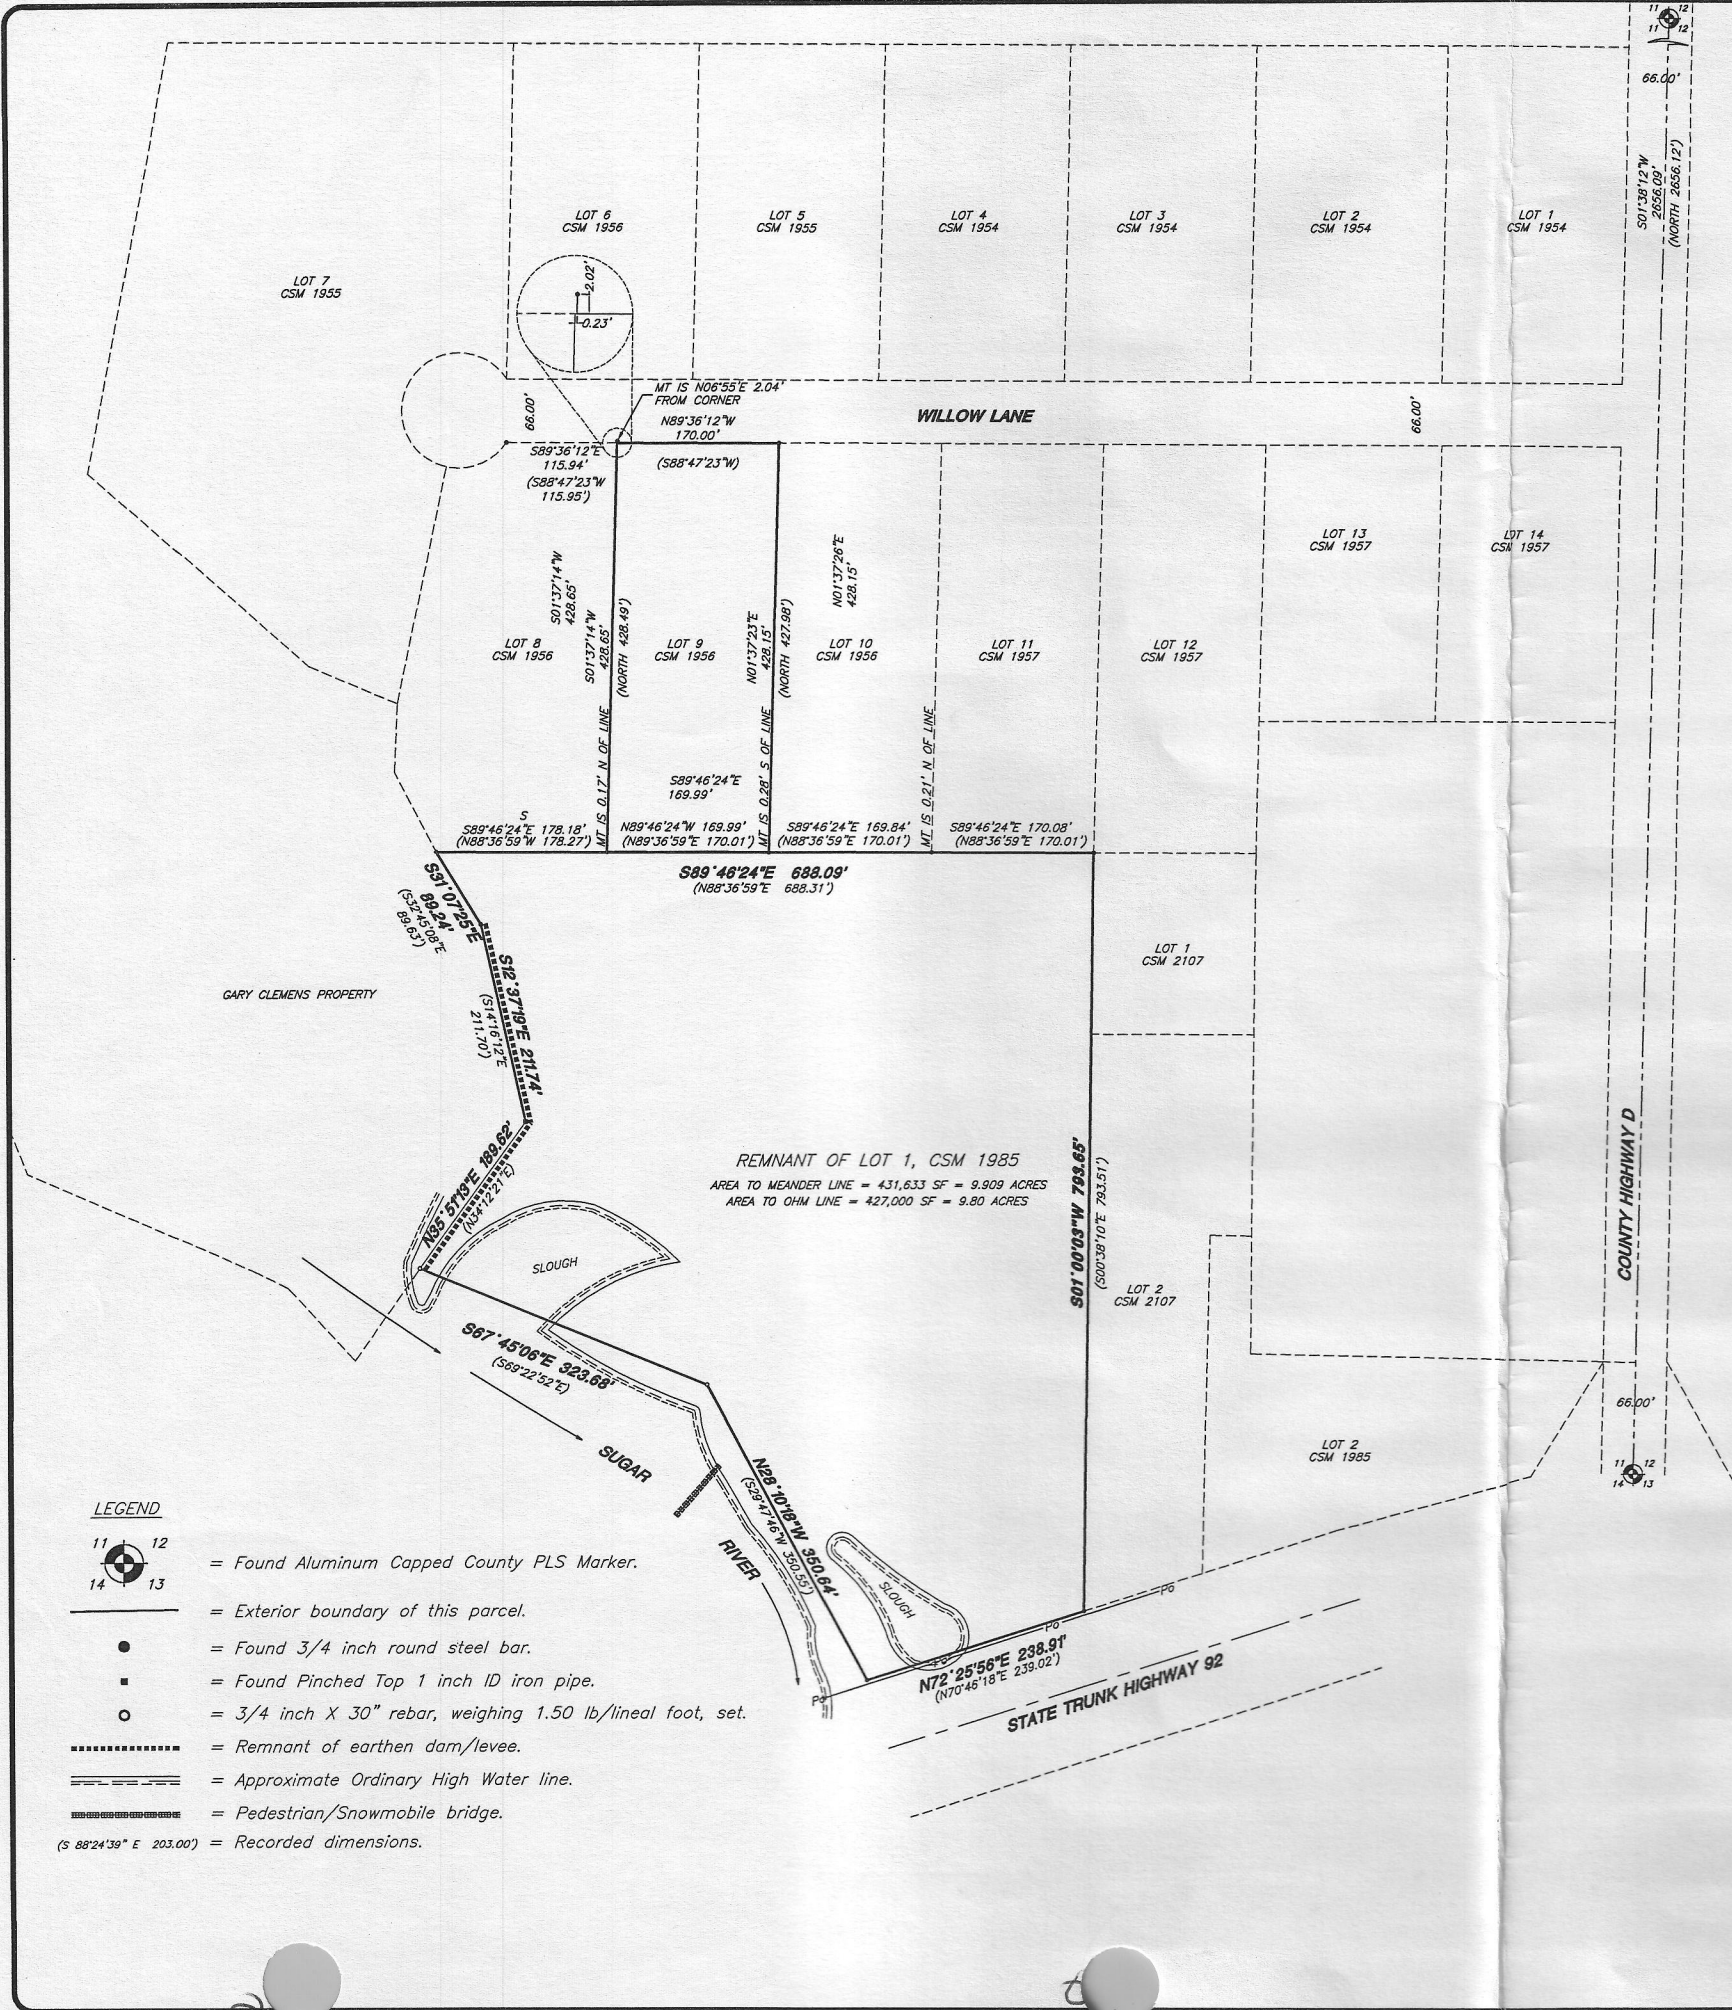 11 12
11 12
66.00'
S01°38'12"W
2656.09'
(NORTH 2656.12')
LOT 6
CSM 1956
LOT 5
CSM 1955
LOT 4
CSM 1954
LOT 3
CSM 1954
LOT 2
CSM 1954
LOT 1
CSM 1954
LOT 7
CSM 1955
2.02'
0.23'
MT IS N06°55'E 2.04'
FROM CORNER
66.00'
N89°36'12"W
170.00'
(S88°47'23"W)
WILLOW LANE
66.00'
S89°36'12"E
115.94'
(S88°47'23"W
115.95')
LOT 13
CSM 1957
LOT 14
CSM 1957
S01°37'14"W
428.65'
S01°37'14"W
428.65'
(NORTH 428.49')
N01°37'23"E
428.15'
(NORTH 427.98')
N01°37'26"E
428.15'
LOT 8
CSM 1956
LOT 9
CSM 1956
LOT 10
CSM 1956
LOT 11
CSM 1957
LOT 12
CSM 1957
MT IS 0.17' N OF LINE
MT IS 0.28' S OF LINE
MT IS 0.21' N OF LINE
S89°46'24"E
169.99'
S
S89°46'24"E 178.18'
(N88°36'59"W 178.27')
N89°46'24"W 169.99'
(N89°36'59"E 170.01')
S89°46'24"E 169.84'
(N88°36'59"E 170.01')
S89°46'24"E 170.08'
(N88°36'59"E 170.01')
S89°46'24"E 688.09'
(N88°36'59"E 688.31')
S31°07'25"E
89.24'
(S32°45'08"E
89.63')
S12°37'19"E 211.74'
(S14°16'12"E
211.70')
GARY CLEMENS PROPERTY
LOT 1
CSM 2107
N35°51'13"E 189.62'
(N34°12'21"E)
REMNANT OF LOT 1, CSM 1985
AREA TO MEANDER LINE = 431,633 SF = 9.909 ACRES
AREA TO OHM LINE = 427,000 SF = 9.80 ACRES
S01°00'03"W 793.65'
(S00°38'10"E 793.51')
COUNTY HIGHWAY D
SLOUGH
LOT 2
CSM 2107
S67°45'06"E 323.68'
(S69°22'52"E)
SUGAR
RIVER
N28°10'18"W 350.64'
(S29°47'46"W 350.55')
SLOUGH
66.00'
LOT 2
CSM 1985
11 12
14 13
N72°25'56"E 238.91'
(N70°46'18"E 239.02')
STATE TRUNK HIGHWAY 92
LEGEND
11 12
14 13
= Found Aluminum Capped County PLS Marker.
= Exterior boundary of this parcel.
= Found 3/4 inch round steel bar.
= Found Pinched Top 1 inch ID iron pipe.
= 3/4 inch X 30" rebar, weighing 1.50 lb/lineal foot, set.
= Remnant of earthen dam/levee.
= Approximate Ordinary High Water line.
= Pedestrian/Snowmobile bridge.
(S 88°24'39" E 203.00') = Recorded dimensions.